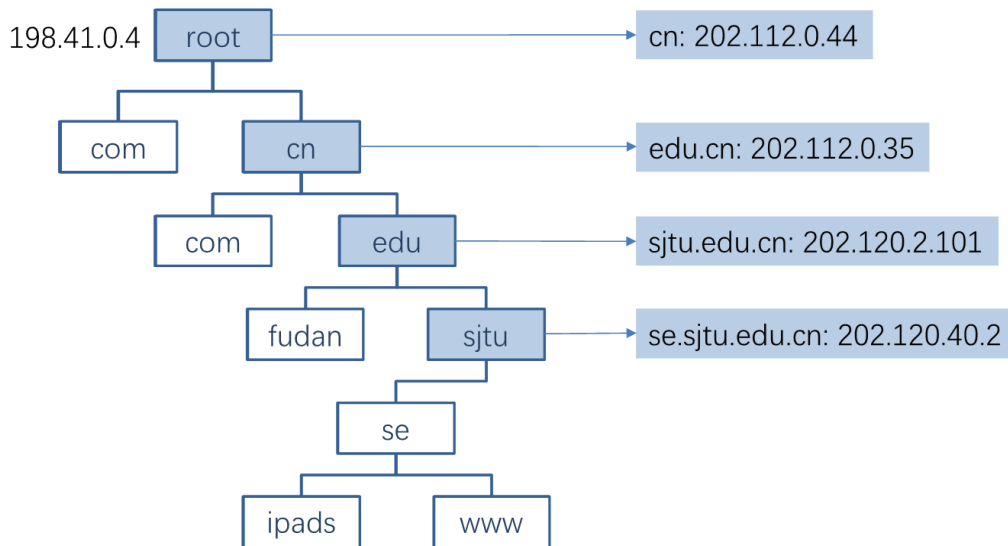 198.41.0.4
root
cn: 202.112.0.44
com
cn
edu.cn: 202.112.0.35
com
edu
sjtu.edu.cn: 202.120.2.101
fudan
sjtu
se.sjtu.edu.cn: 202.120.40.2
se
ipads
www